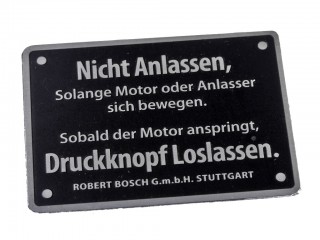 Nicht Anlassen,
Solange Motor oder Anlasser
sich bewegen.
Sobald der Motor anspringt,
Druckknopf Loslassen.
ROBERT BOSCH G.m.b.H. STUTTGART